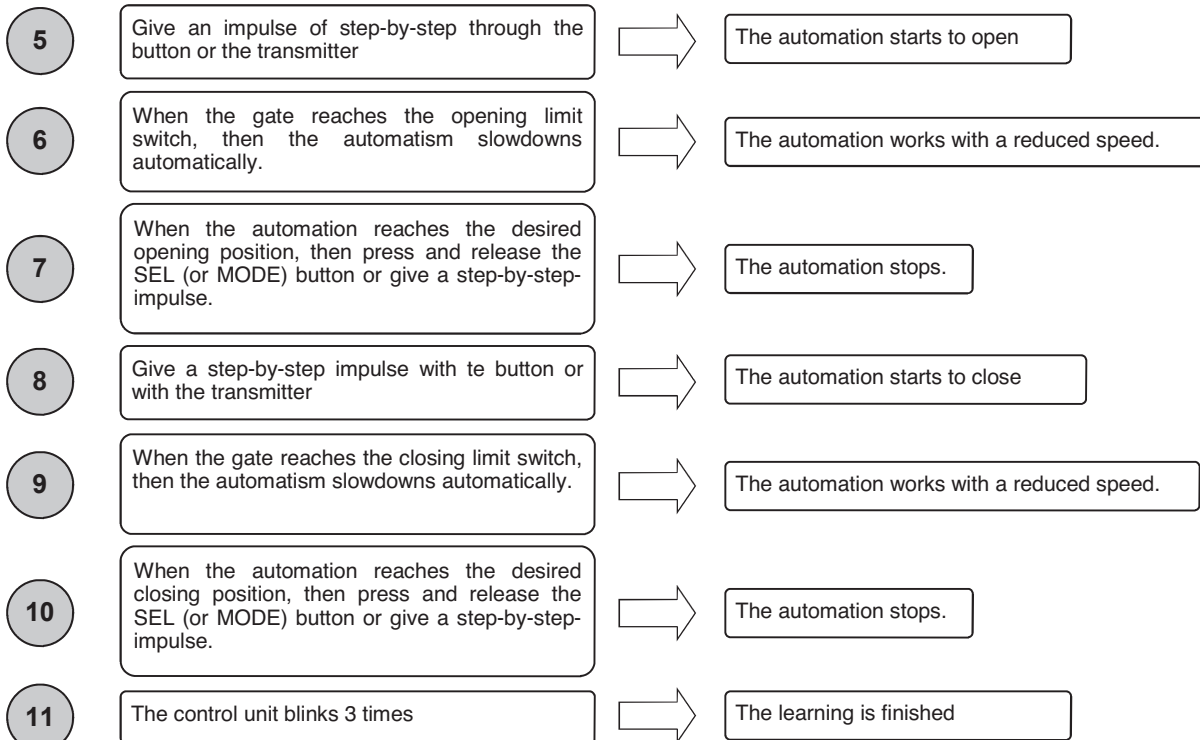 5
Give an impulse of step-by-step through the
button or the transmitter
The automation starts to open
6
When the gate reaches the opening limit
switch, then the automatism slowdowns
automatically.
The automation works with a reduced speed.
7
When the automation reaches the desired
opening position, then press and release the
SEL (or MODE) button or give a step-by-step-
impulse.
The automation stops.
8
Give a step-by-step impulse with te button or
with the transmitter
The automation starts to close
9
When the gate reaches the closing limit switch,
then the automatism slowdowns automatically.
The automation works with a reduced speed.
10
When the automation reaches the desired
closing position, then press and release the
SEL (or MODE) button or give a step-by-step-
impulse.
The automation stops.
11
The control unit blinks 3 times
The learning is finished